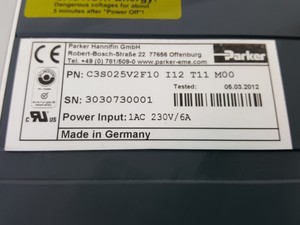 Dangerous voltages for about
5 minutes after "Power Off"!
Parker Hannifin GmbH
Robert-Bosch-Straße 22 77656 Offenburg
Tel. +49 (0) 781/509-0 www.parker-eme.com
Parker
PN: C3S025V2F10 I12 T11 M00
Tested: 05.03.2012
SN: 3030730001
Power Input: 1AC 230V/6A
Made in Germany